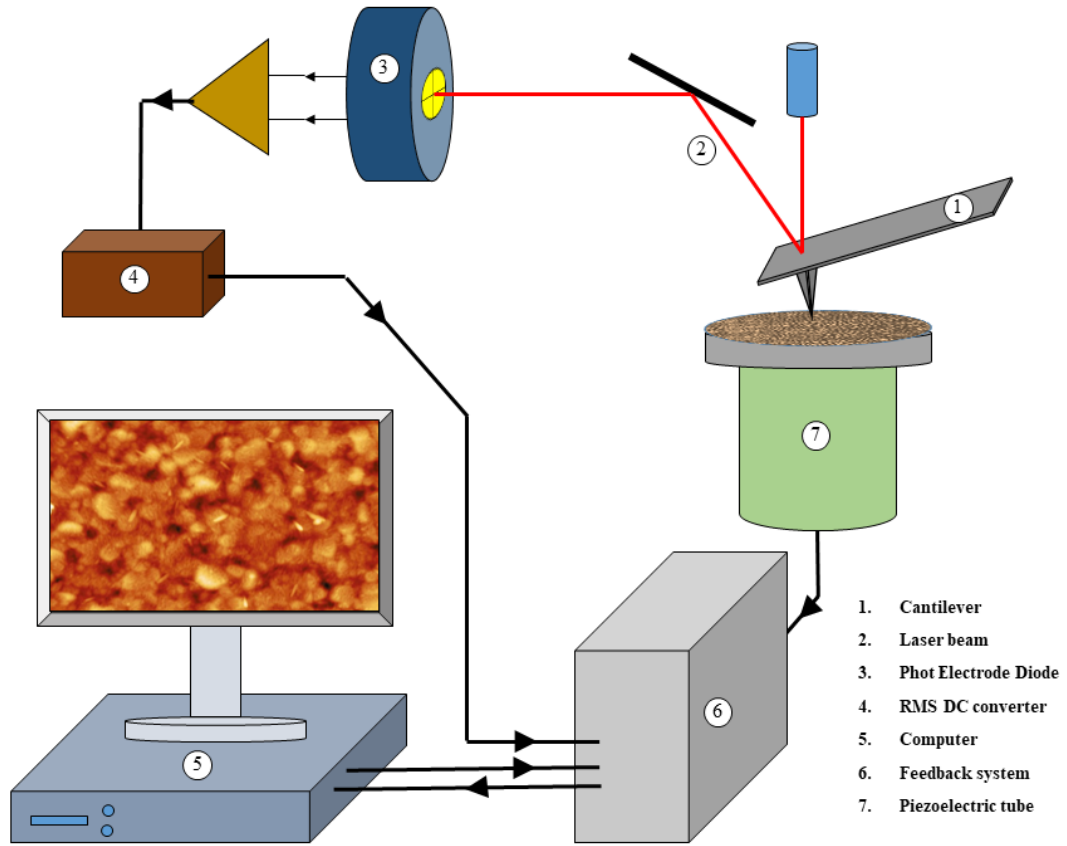 3
2
1
4
7
5
6
1. Cantilever
2. Laser beam
3. Phot Electrode Diode
4. RMS DC converter
5. Computer
6. Feedback system
7. Piezoelectric tube